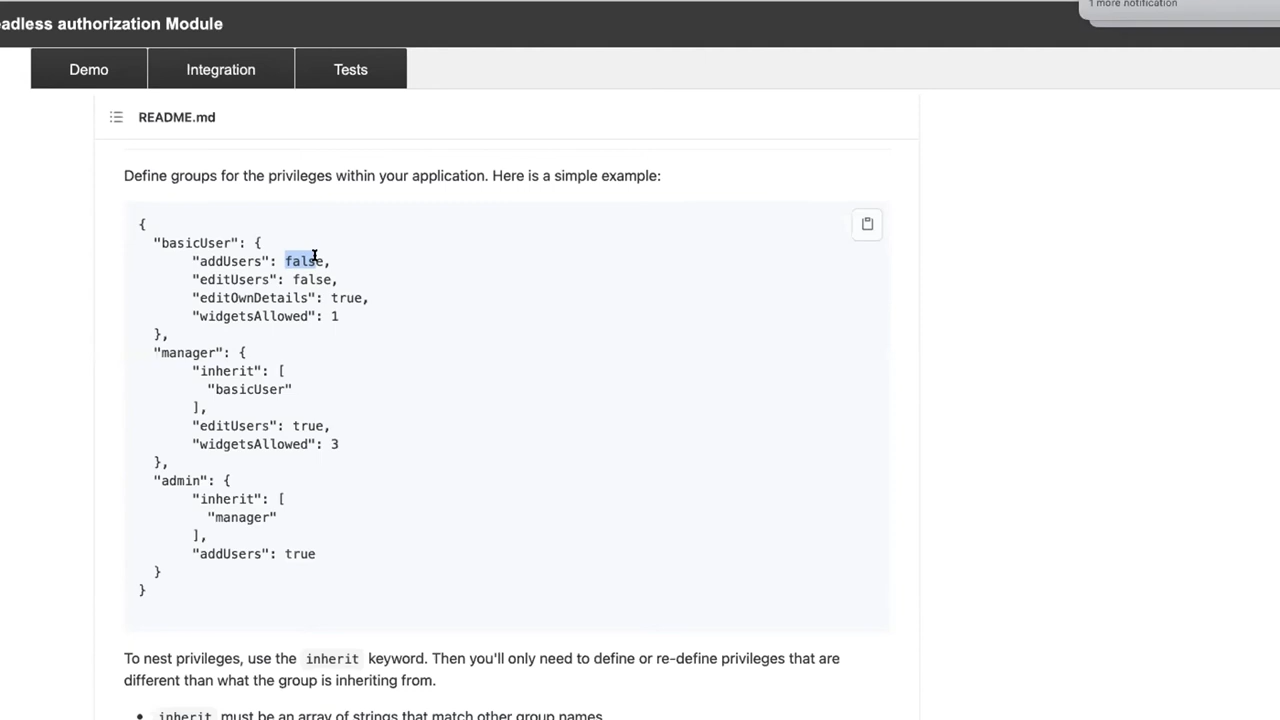 1 more notification
eadless authorization Module
Demo Integration Tests
README.md
Define groups for the privileges within your application. Here is a simple example:
{
"basicUser": {
"addUsers": false,
"editUsers": false,
"editOwnDetails": true,
"widgetsAllowed": 1
},
"manager": {
"inherit": [
"basicUser"
],
"editUsers": true,
"widgetsAllowed": 3
},
"admin": {
"inherit": [
"manager"
],
"addUsers": true
}
}
To nest privileges, use the inherit keyword. Then you'll only need to define or re-define privileges that are
different than what the group is inheriting from.
• inherit must be an array of strings that match other group names